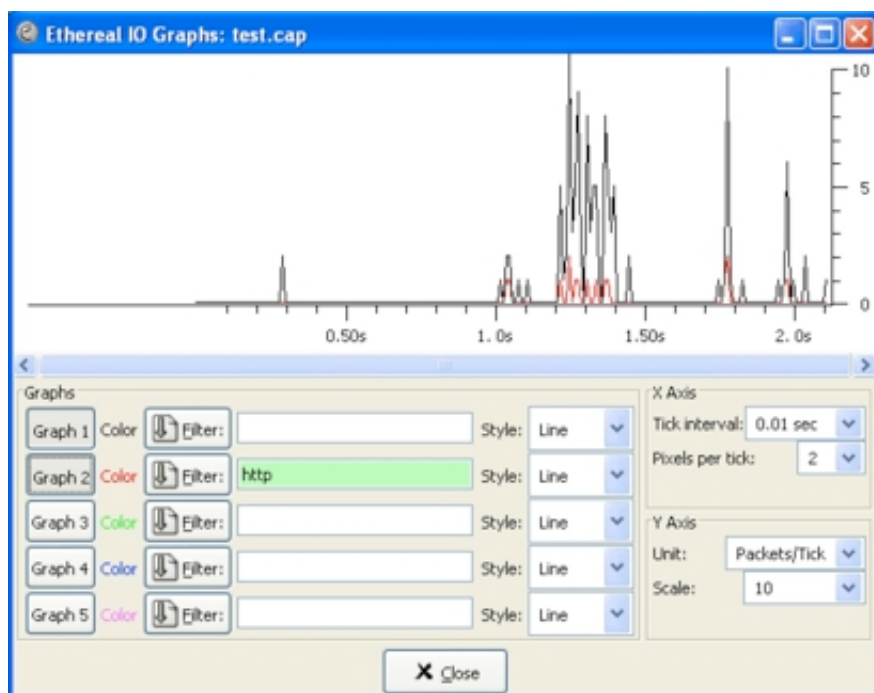 Ethereal IO Graphs: test.cap
10
5
0
0.50s 1. 0s 1.50s 2. 0s
Graphs
Graph 1 Color Filter: Style: Line
Graph 2 Color Filter: http Style: Line
Graph 3 Color Filter: Style: Line
Graph 4 Color Filter: Style: Line
Graph 5 Color Filter: Style: Line
X Axis
Tick interval: 0.01 sec
Pixels per tick: 2
Y Axis
Unit: Packets/Tick
Scale: 10
Close